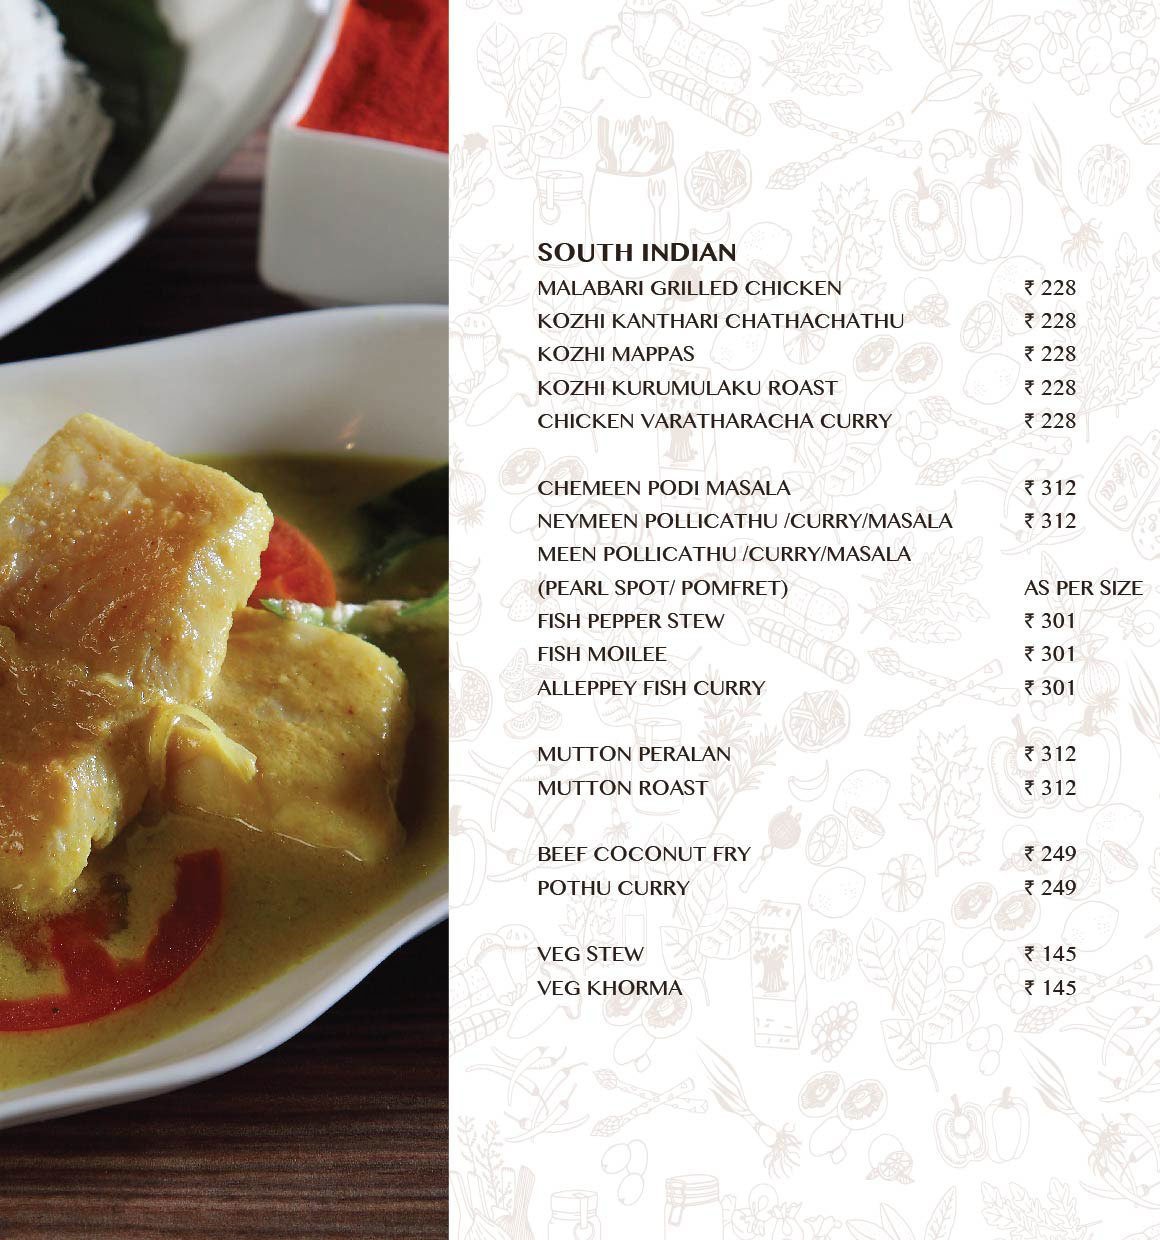 SOUTH INDIAN
MALABARI GRILLED CHICKEN ₹ 228
KOZHI KANTHARI CHATHACHATHU ₹ 228
KOZHI MAPPAS ₹ 228
KOZHI KURUMULAKU ROAST ₹ 228
CHICKEN VARATHARACHA CURRY ₹ 228
CHEMEEN PODI MASALA ₹ 312
NEYMEEN POLLICATHU /CURRY/MASALA ₹ 312
MEEN POLLICATHU /CURRY/MASALA
(PEARL SPOT/ POMFRET) AS PER SIZE
FISH PEPPER STEW ₹ 301
FISH MOILEE ₹ 301
ALLEPPEY FISH CURRY ₹ 301
MUTTON PERALAN ₹ 312
MUTTON ROAST ₹ 312
BEEF COCONUT FRY ₹ 249
POTHU CURRY ₹ 249
VEG STEW ₹ 145
VEG KHORMA ₹ 145